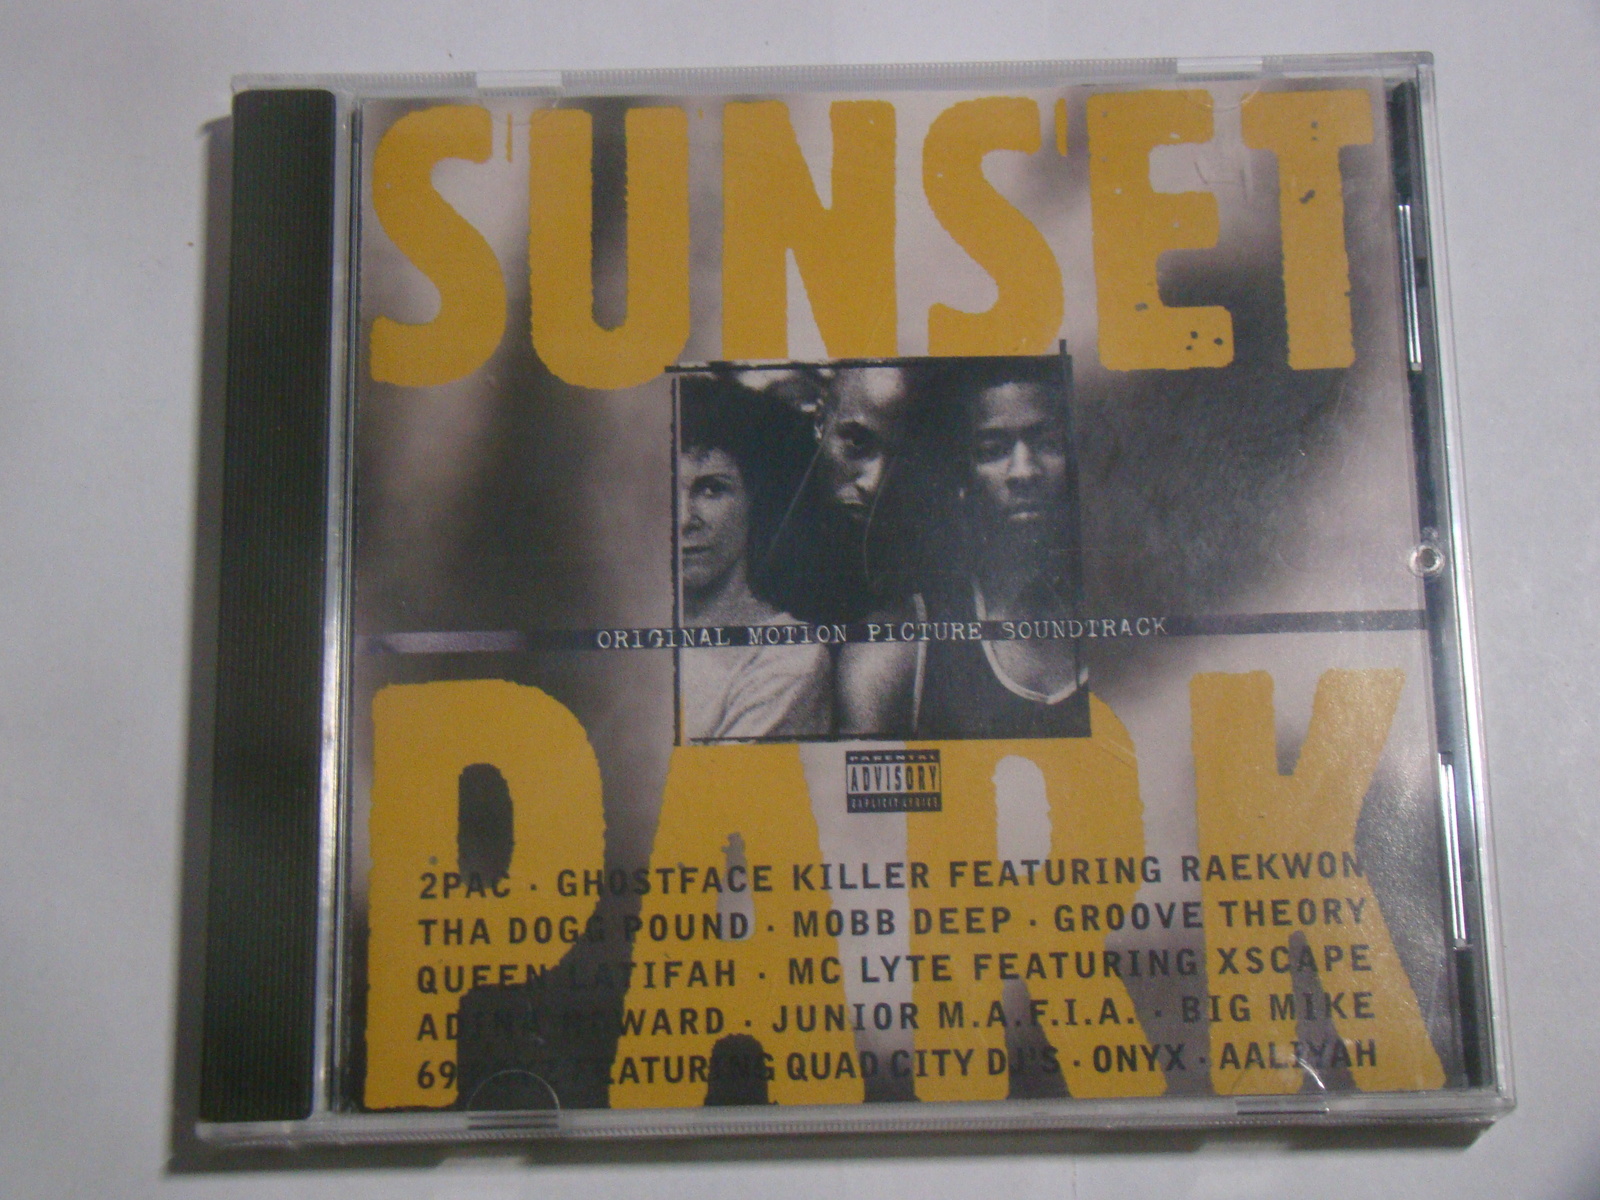 SUNSET
ORIGINAL MOTION PICTURE SOUNDTRACK
PARK
PARENTAL
ADVISORY
EXPLICIT LYRICS
2PAC · GHOSTFACE KILLER FEATURING RAEKWON
THA DOGG POUND · MOBB DEEP · GROOVE THEORY
QUEEN LATIFAH · MC LYTE FEATURING XSCAPE
ADINA HOWARD · JUNIOR M.A.F.I.A. · BIG MIKE
69 BOYZ FEATURING QUAD CITY DJ'S · ONYX · AALIYAH